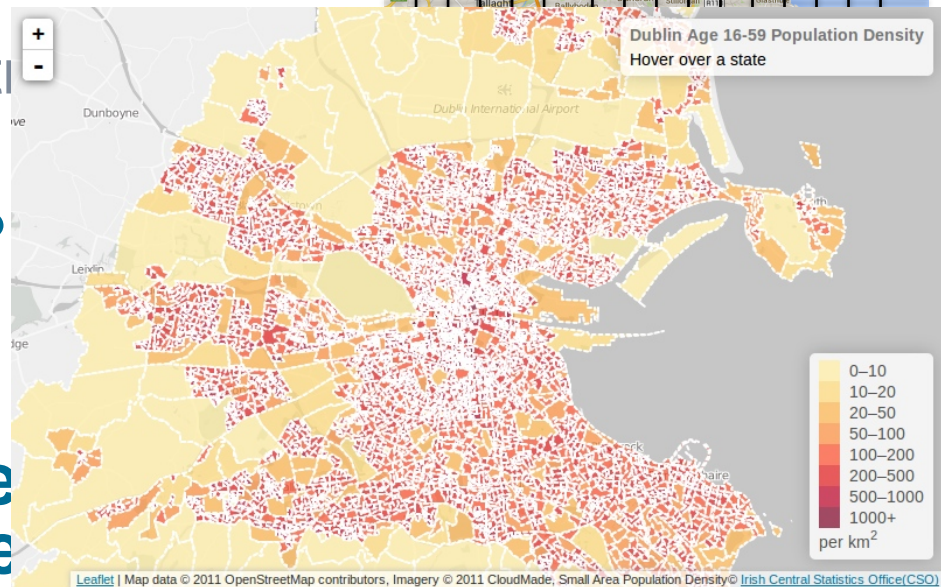 +
-
Dublin Age 16-59 Population Density
Hover over a state
Dunboyne
Dublin International Airport
Leixlip
0–10
10–20
20–50
50–100
100–200
200–500
500–1000
1000+
per km2
Leaflet | Map data © 2011 OpenStreetMap contributors, Imagery © 2011 CloudMade, Small Area Population Density© Irish Central Statistics Office(CSO)